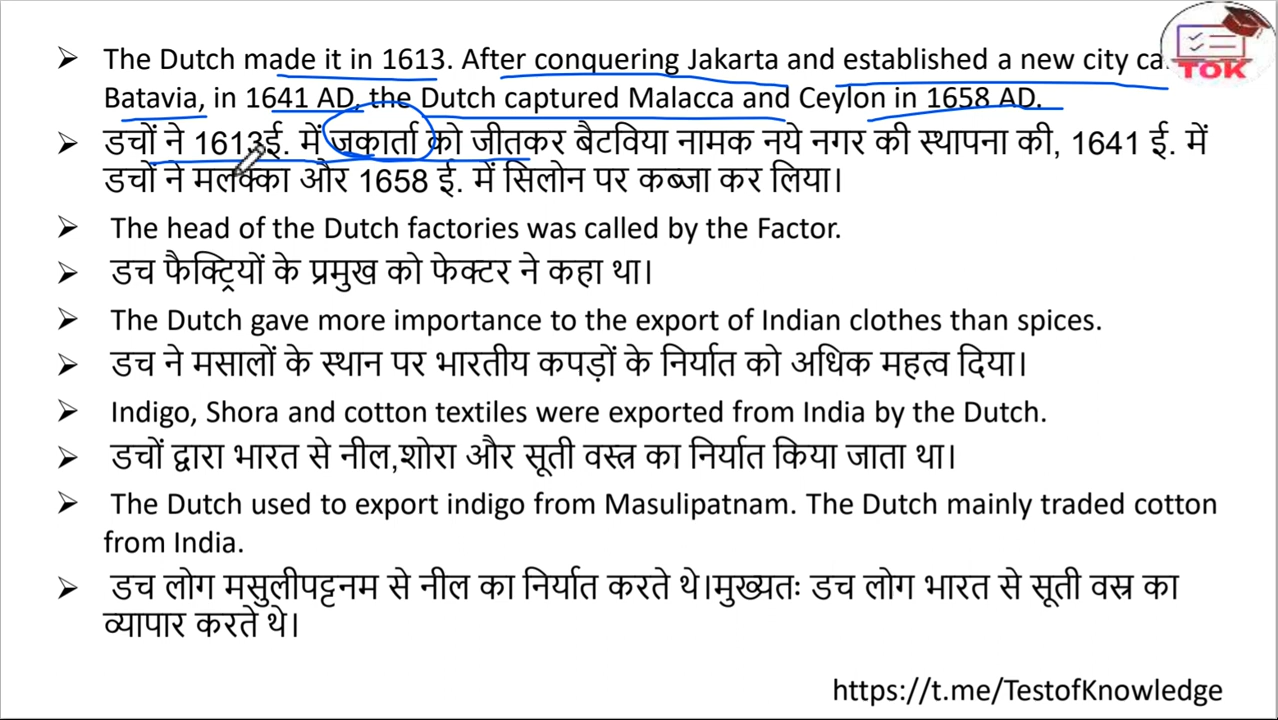 ➢ The Dutch made it in 1613. After conquering Jakarta and established a new city ca
Batavia, in 1641 AD, the Dutch captured Malacca and Ceylon in 1658 AD.
➢ डचों ने 1613ई. में जकार्ता को जीतकर बैटविया नामक नये नगर की स्थापना की, 1641 ई. में
डचों ने मलक्का और 1658 ई. में सिलोन पर कब्जा कर लिया।
➢ The head of the Dutch factories was called by the Factor.
➢ डच फैक्ट्रियों के प्रमुख को फेक्टर ने कहा था।
➢ The Dutch gave more importance to the export of Indian clothes than spices.
➢ डच ने मसालों के स्थान पर भारतीय कपड़ों के निर्यात को अधिक महत्व दिया।
➢ Indigo, Shora and cotton textiles were exported from India by the Dutch.
➢ डचों द्वारा भारत से नील,शोरा और सूती वस्त्र का निर्यात किया जाता था।
➢ The Dutch used to export indigo from Masulipatnam. The Dutch mainly traded cotton
from India.
➢ डच लोग मसुलीपट्टनम से नील का निर्यात करते थे।मुख्यतः डच लोग भारत से सूती वस्त्र का
व्यापार करते थे।
https://t.me/TestofKnowledge
TOK